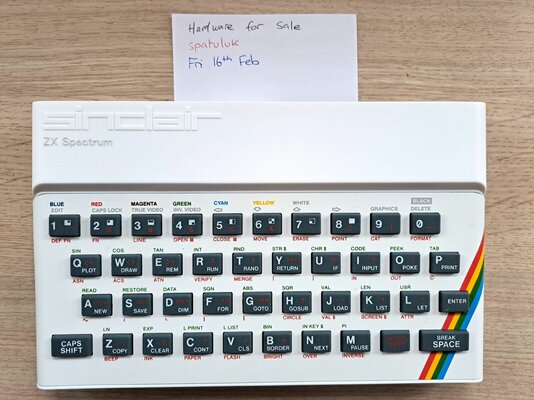 Hardware for Sale
spatuluk
Fri 16th Feb
sinclair
ZX Spectrum
BLUE RED MAGENTA GREEN CYAN YELLOW WHITE BLACK
EDIT CAPS LOCK TRUE VIDEO INV. VIDEO GRAPHICS DELETE
1 2 3 4 5 6 7 8 9 0
DEF FN FN LINE OPEN # CLOSE # MOVE ERASE POINT CAT FORMAT
SIN COS TAN INT RND STR $ CHR $ CODE PEEK TAB
Q W E R T Y U I O P
PLOT DRAW REM RUN RAND RETURN IF INPUT POKE PRINT
ASN ACS ATN VERIFY MERGE [ ] IN OUT ©
READ RESTORE DATA SGN ABS SQR VAL LEN USR
A S D F G H J K L ENTER
NEW SAVE DIM FOR GOTO GOSUB LOAD LIST LET
~ | \ { } CIRCLE VAL $ SCREEN $ ATTR
LN EXP L PRINT L LIST BIN IN KEY $ PI
CAPS SHIFT Z X C V B N M BREAK SPACE
COPY CLEAR CONT CLS BORDER NEXT PAUSE
BEEP INK PAPER FLASH BRIGHT OVER INVERSE